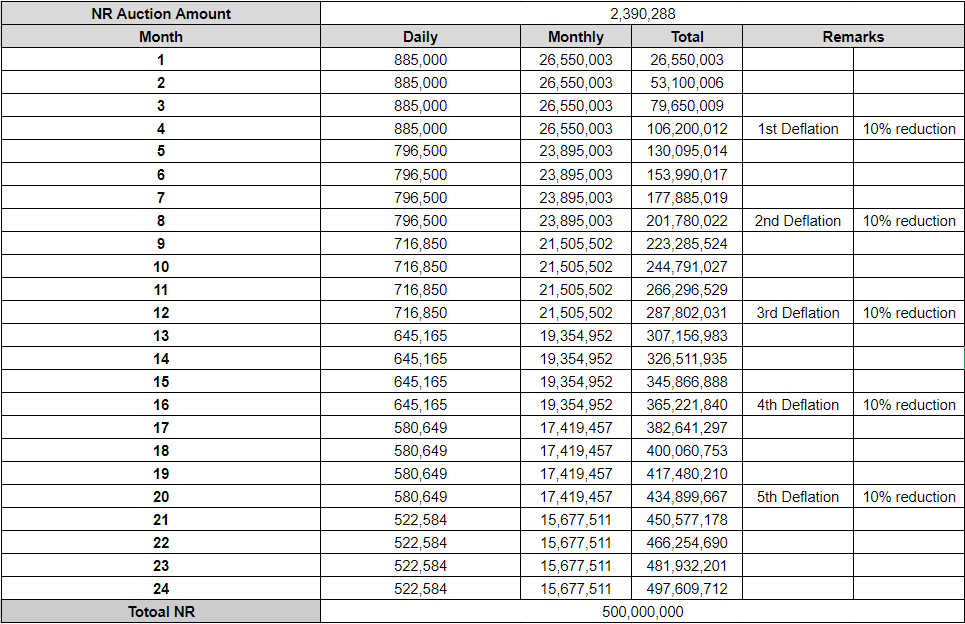 NR Auction Amount 2,390,288
Month Daily Monthly Total Remarks
1 885,000 26,550,003 26,550,003
2 885,000 26,550,003 53,100,006
3 885,000 26,550,003 79,650,009
4 885,000 26,550,003 106,200,012 1st Deflation 10% reduction
5 796,500 23,895,003 130,095,014
6 796,500 23,895,003 153,990,017
7 796,500 23,895,003 177,885,019
8 796,500 23,895,003 201,780,022 2nd Deflation 10% reduction
9 716,850 21,505,502 223,285,524
10 716,850 21,505,502 244,791,027
11 716,850 21,505,502 266,296,529
12 716,850 21,505,502 287,802,031 3rd Deflation 10% reduction
13 645,165 19,354,952 307,156,983
14 645,165 19,354,952 326,511,935
15 645,165 19,354,952 345,866,888
16 645,165 19,354,952 365,221,840 4th Deflation 10% reduction
17 580,649 17,419,457 382,641,297
18 580,649 17,419,457 400,060,753
19 580,649 17,419,457 417,480,210
20 580,649 17,419,457 434,899,667 5th Deflation 10% reduction
21 522,584 15,677,511 450,577,178
22 522,584 15,677,511 466,254,690
23 522,584 15,677,511 481,932,201
24 522,584 15,677,511 497,609,712
Totoal NR 500,000,000